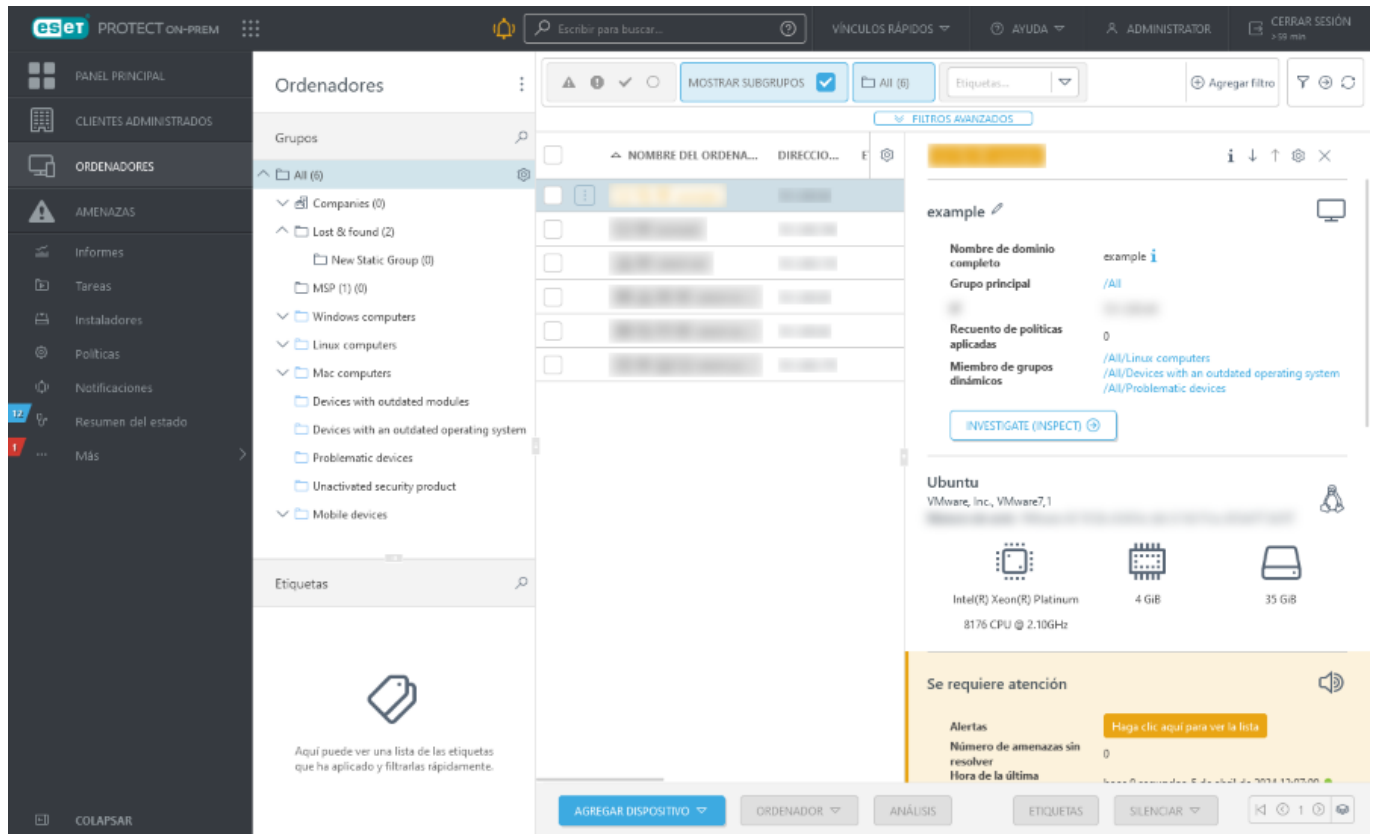 eset PROTECT ON-PREM
Escribir para buscar...
VÍNCULOS RÁPIDOS
AYUDA
ADMINISTRATOR
CERRAR SESIÓN
> 59 min
PANEL PRINCIPAL
CLIENTES ADMINISTRADOS
ORDENADORES
AMENAZAS
Informes
Tareas
Instaladores
Políticas
Notificaciones
12
Resumen del estado
1
Más
COLAPSAR
Ordenadores
Grupos
All (6)
Companies (0)
Lost & found (2)
New Static Group (0)
MSP (1) (0)
Windows computers
Linux computers
Mac computers
Devices with outdated modules
Devices with an outdated operating system
Problematic devices
Unactivated security product
Mobile devices
Etiquetas
Aquí puede ver una lista de las etiquetas
que ha aplicado y filtrarlas rápidamente.
MOSTRAR SUBGRUPOS
All (6)
Etiquetas...
Agregar filtro
FILTROS AVANZADOS
NOMBRE DEL ORDENA...
DIRECCIO...
example
Nombre de dominio
completo
example
Grupo principal
/All
Recuento de políticas
aplicadas
0
Miembro de grupos
dinámicos
/All/Linux computers
/All/Devices with an outdated operating system
/All/Problematic devices
INVESTIGATE (INSPECT)
Ubuntu
VMware, Inc., VMware7,1
Intel(R) Xeon(R) Platinum
8176 CPU @ 2.10GHz
4 GiB
35 GiB
Se requiere atención
Alertas
Haga clic aquí para ver la lista
Número de amenazas sin
resolver
0
Hora de la última
AGREGAR DISPOSITIVO
ORDENADOR
ANÁLISIS
ETIQUETAS
SILENCIAR
1